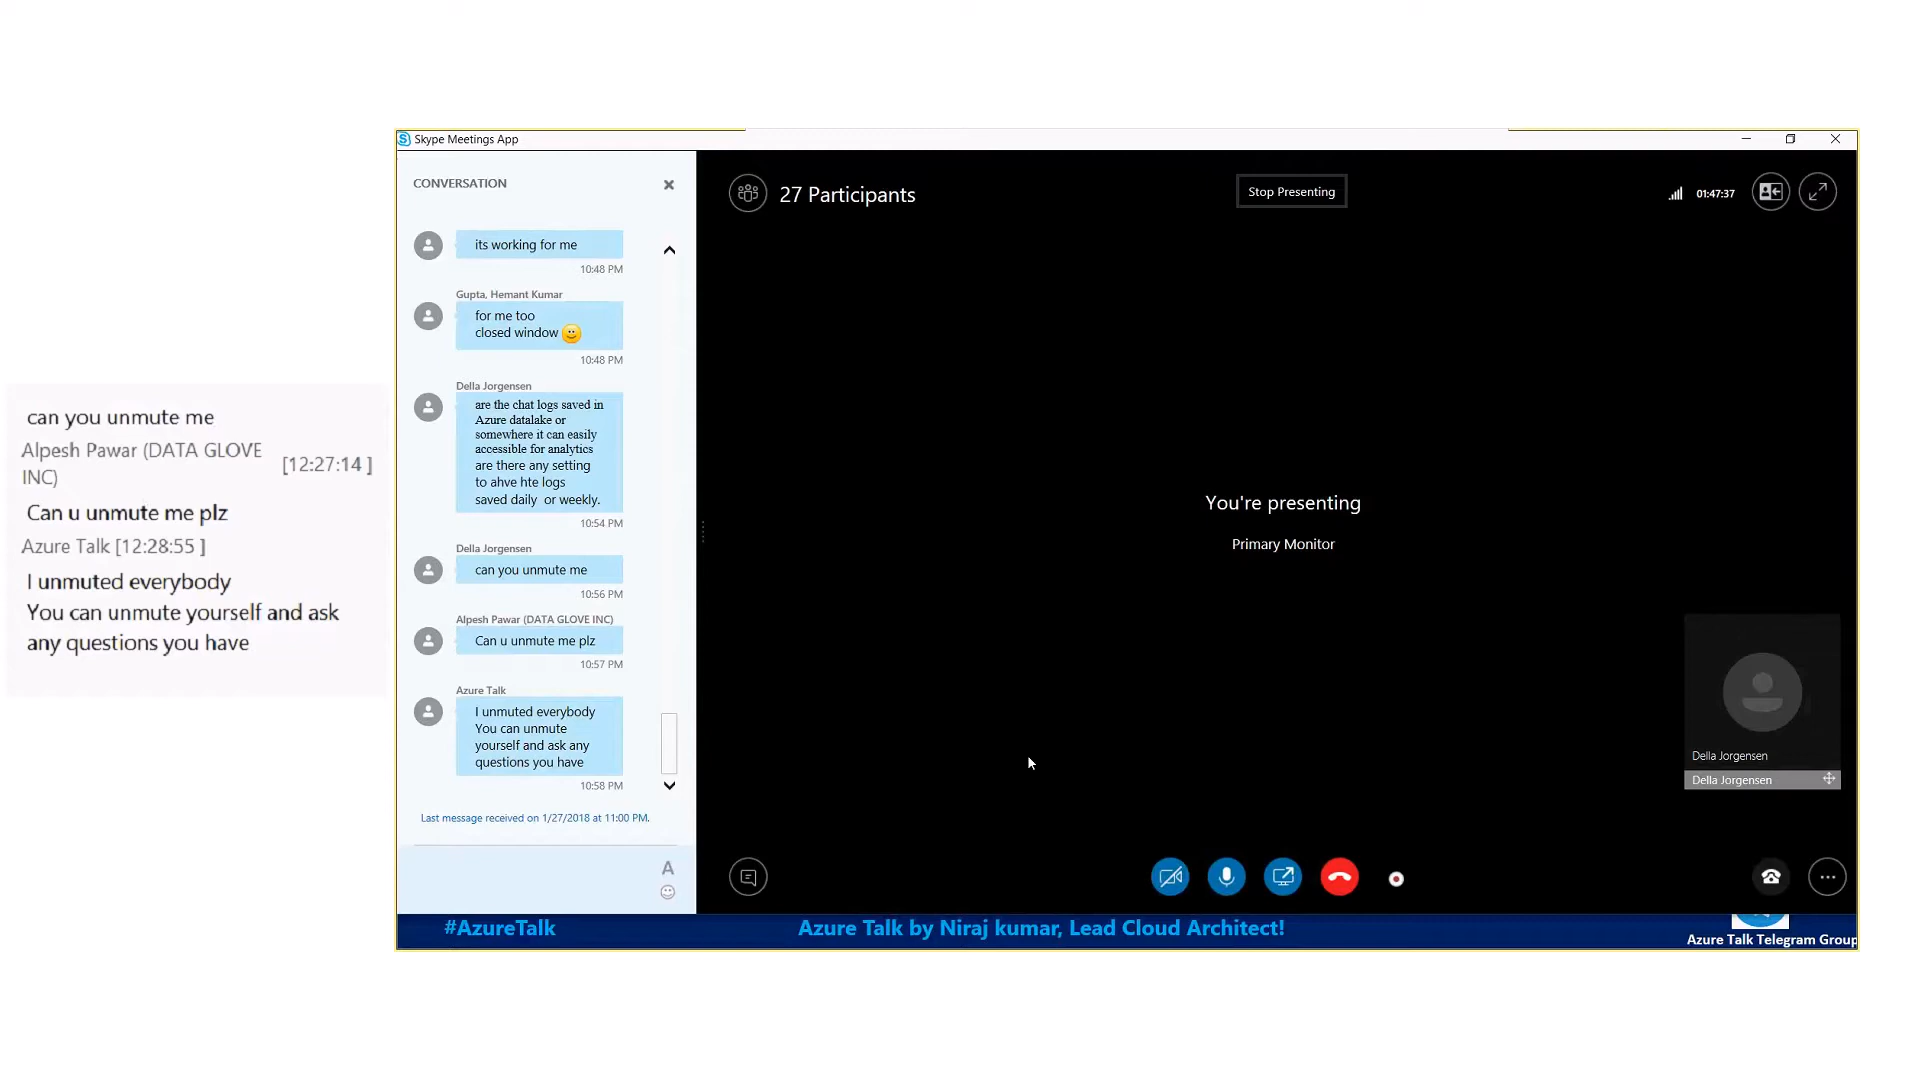 can you unmute me
Alpesh Pawar (DATA GLOVE
INC)
[12:27:14 ]
Can u unmute me plz
Azure Talk [12:28:55 ]
I unmuted everybody
You can unmute yourself and ask
any questions you have
Skype Meetings App
CONVERSATION
its working for me
10:48 PM
Gupta, Hemant Kumar
for me too
closed window
10:48 PM
Della Jorgensen
are the chat logs saved in
Azure datalake or
somewhere it can easily
accessible for analytics
are there any setting
to ahve hte logs
saved daily or weekly.
10:54 PM
Della Jorgensen
can you unmute me
10:56 PM
Alpesh Pawar (DATA GLOVE INC)
Can u unmute me plz
10:57 PM
Azure Talk
I unmuted everybody
You can unmute
yourself and ask any
questions you have
10:58 PM
Last message received on 1/27/2018 at 11:00 PM.
A
27 Participants
Stop Presenting
01:47:37
You're presenting
Primary Monitor
Della Jorgensen
Della Jorgensen
#AzureTalk
Azure Talk by Niraj kumar, Lead Cloud Architect!
Azure Talk Telegram Group